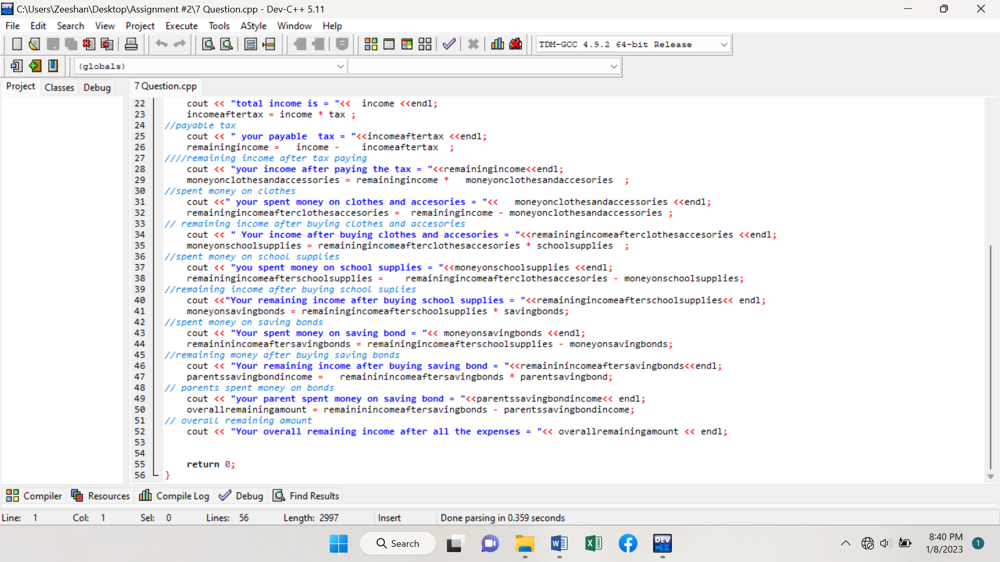 C:\Users\Zeeshan\Desktop\Assignment #2\7 Question.cpp - Dev-C++ 5.11
File Edit Search View Project Execute Tools AStyle Window Help
TDM-GCC 4.9.2 64-bit Release
(globals)
Project Classes Debug 7 Question.cpp
22 cout << "total income is = "<< income <<endl;
23 incomeaftertax = income * tax ;
24 //payable tax
25 cout << " your payable tax = "<<incomeaftertax <<endl;
26 remainingincome = income - incomeaftertax ;
27 ////remaining income after tax paying
28 cout << "your income after paying the tax = "<<remainingincome<<endl;
29 moneyonclothesandaccessories = remainingincome * moneyonclothesandaccesories ;
30 //spent money on clothes
31 cout <<" your spent money on clothes and accesories = "<< moneyonclothesandaccessories <<endl;
32 remainingincomeafterclothesaccesories = remainingincome - moneyonclothesandaccessories ;
33 // remaining income after buying clothes and accesories
34 cout << " Your income after buying clothes and accesories = "<<remainingincomeafterclothesaccesories <<endl;
35 moneyonschoolsupplies = remainingincomeafterclothesaccesories * schoolsupplies ;
36 //spent money on school supplies
37 cout << "you spent money on school supplies = "<<moneyonschoolsupplies <<endl;
38 remainingincomeafterschoolsupplies = remainingincomeafterclothesaccesories - moneyonschoolsupplies;
39 //remaining income after buying school suplies
40 cout <<"Your remaining income after buying school supplies = "<<remainingincomeafterschoolsupplies<< endl;
41 moneyonsavingbonds = remainingincomeafterschoolsupplies * savingbonds;
42 //spent money on saving bonds
43 cout << "Your spent money on saving bond = "<< moneyonsavingbonds <<endl;
44 remaininincomeaftersavingbonds = remainingincomeafterschoolsupplies - moneyonsavingbonds;
45 //remaining money after buying saving bonds
46 cout << "Your remaining income after buying saving bond = "<<remaininincomeaftersavingbonds<<endl;
47 parentssavingbondincome = remaininincomeaftersavingbonds * parentsavingbond;
48 // parents spent money on bonds
49 cout << "your parent spent money on saving bond = "<<parentssavingbondincome<< endl;
50 overallremainingamount = remaininincomeaftersavingbonds - parentssavingbondincome;
51 // overall remaining amount
52 cout << "Your overall remaining income after all the expenses = "<< overallremainingamount << endl;
53
54
55 return 0;
56 }
Compiler Resources Compile Log Debug Find Results
Line: 1 Col: 1 Sel: 0 Lines: 56 Length: 2997 Insert Done parsing in 0.359 seconds
Search DEV C++ 8:40 PM 1
1/8/2023